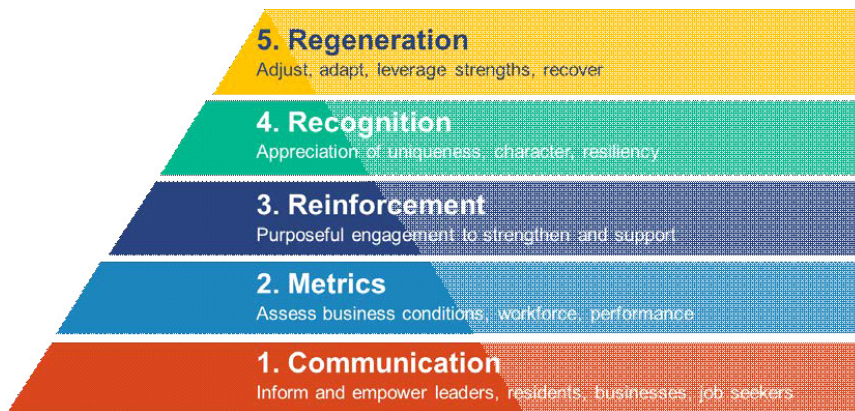 5. Regeneration
Adjust, adapt, leverage strengths, recover
4. Recognition
Appreciation of uniqueness, character, resiliency
3. Reinforcement
Purposeful engagement to strengthen and support
2. Metrics
Assess business conditions, workforce, performance
1. Communication
Inform and empower leaders, residents, businesses, job seekers